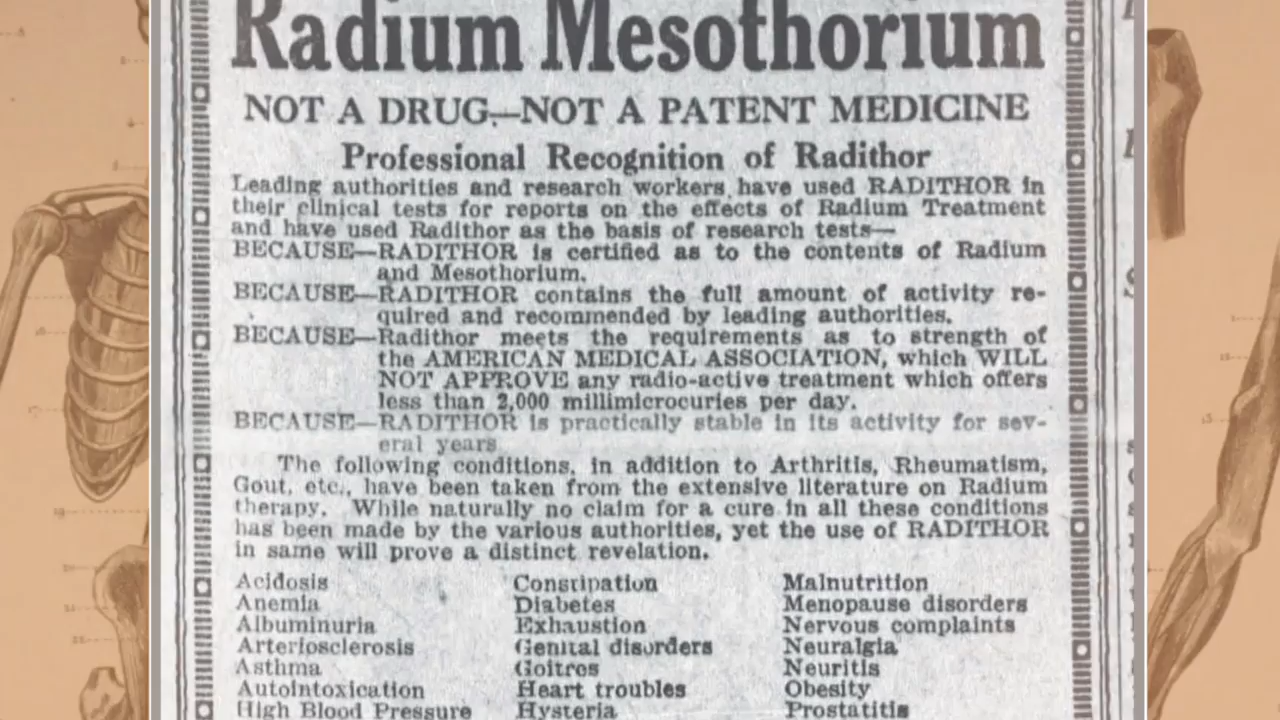 Radium Mesothorium
NOT A DRUG—NOT A PATENT MEDICINE
Professional Recognition of Radithor
Leading authorities and research workers have used RADITHOR in
their clinical tests for reports on the effects of Radium Treatment
and have used Radithor as the basis of research tests—
BECAUSE—RADITHOR is certified as to the contents of Radium
and Mesothorium.
BECAUSE—RADITHOR contains the full amount of activity re-
quired and recommended by leading authorities.
BECAUSE—Radithor meets the requirements as to strength of
the AMERICAN MEDICAL ASSOCIATION, which WILL
NOT APPROVE any radio-active treatment which offers
less than 2,000 millimicrocuries per day.
BECAUSE—RADITHOR is practically stable in its activity for sev-
eral years
The following conditions, in addition to Arthritis, Rheumatism,
Gout, etc., have been taken from the extensive literature on Radium
therapy. While naturally no claim for a cure in all these conditions
has been made by the various authorities, yet the use of RADITHOR
in same will prove a distinct revelation.
Acidosis
Anemia
Albuminuria
Arteriosclerosis
Asthma
Autointoxication
High Blood Pressure
Constipation
Diabetes
Exhaustion
Genital disorders
Goitres
Heart troubles
Hysteria
Malnutrition
Menopause disorders
Nervous complaints
Neuralgia
Neuritis
Obesity
Prostatitis